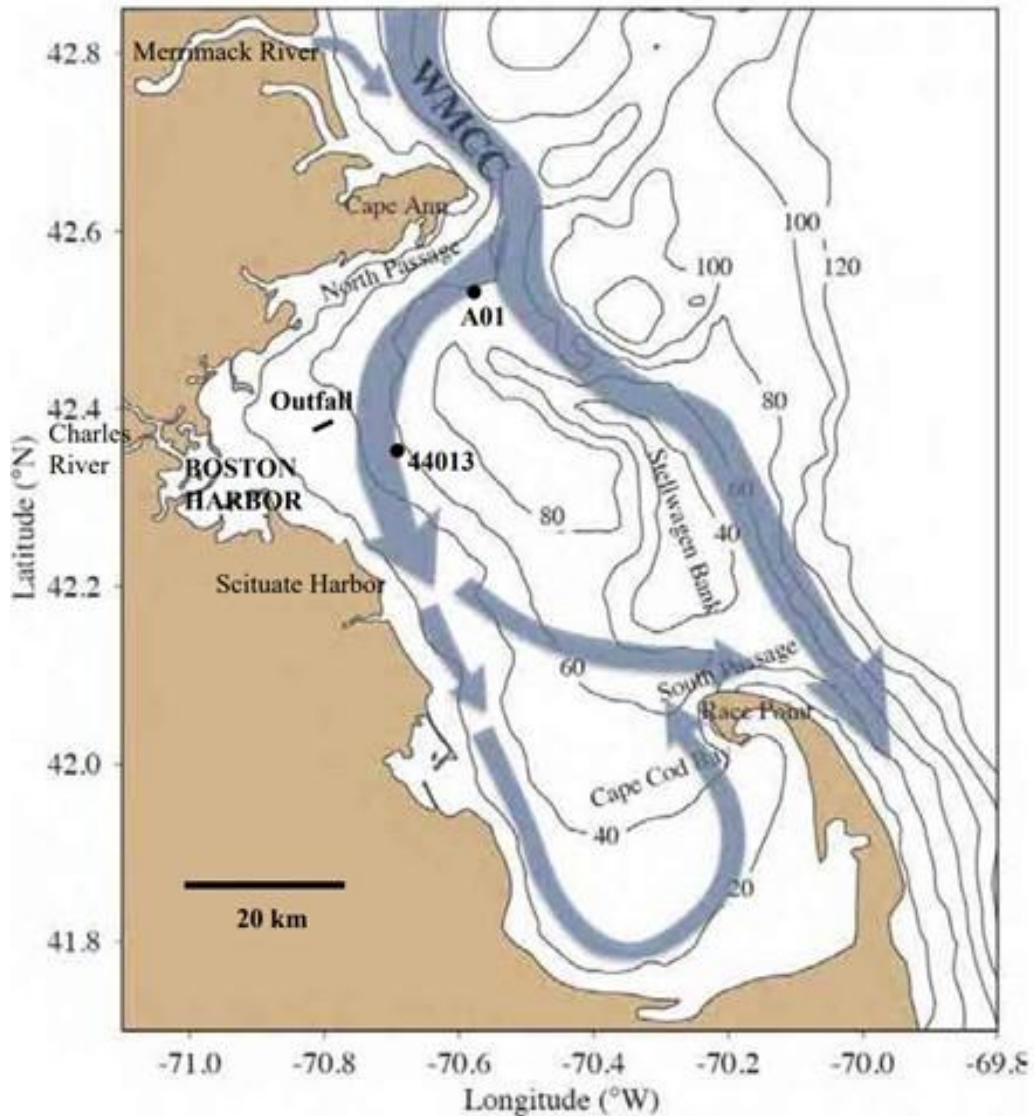 42.8
Merrimack River
WMCC
Cape Ann
42.6
North Passage
100
100
120
A01
42.4
Outfall
80
Charles
River
BOSTON
HARBOR
44013
Stellwagen Bank
60
80
40
42.2
Scituate Harbor
60
South Passage
Race Point
42.0
Cape Cod Bay
40
20
20 km
41.8
-71.0
-70.8
-70.6
-70.4
-70.2
-70.0
-69.8
Latitude (°N)
Longitude (°W)